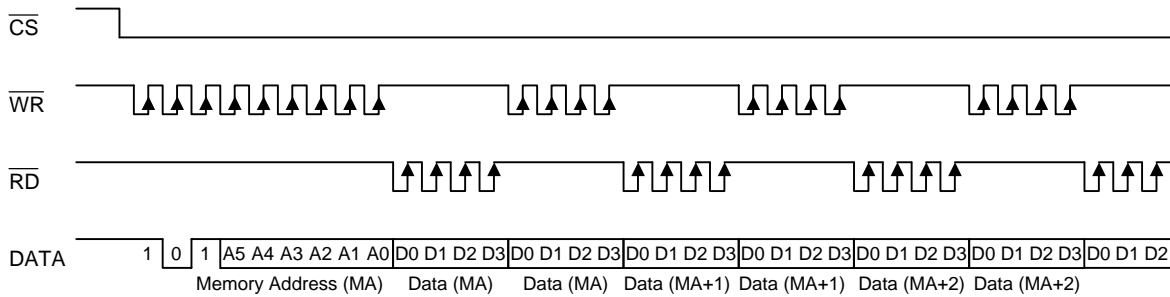 CS
WR
RD
DATA 1 0 1 A5 A4 A3 A2 A1 A0 D0 D1 D2 D3 D0 D1 D2 D3 D0 D1 D2 D3 D0 D1 D2 D3 D0 D1 D2 D3 D0 D1 D2 D3 D0 D1 D2
Memory Address (MA) Data (MA) Data (MA) Data (MA+1) Data (MA+1) Data (MA+2) Data (MA+2)